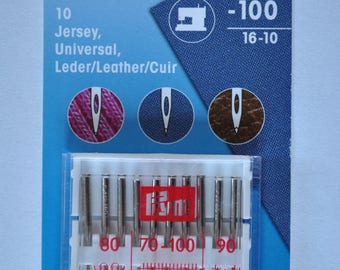 10
Jersey,
Universal,
Leder/Leather/Cuir
-100
16-10
Prym
80 70-100 90